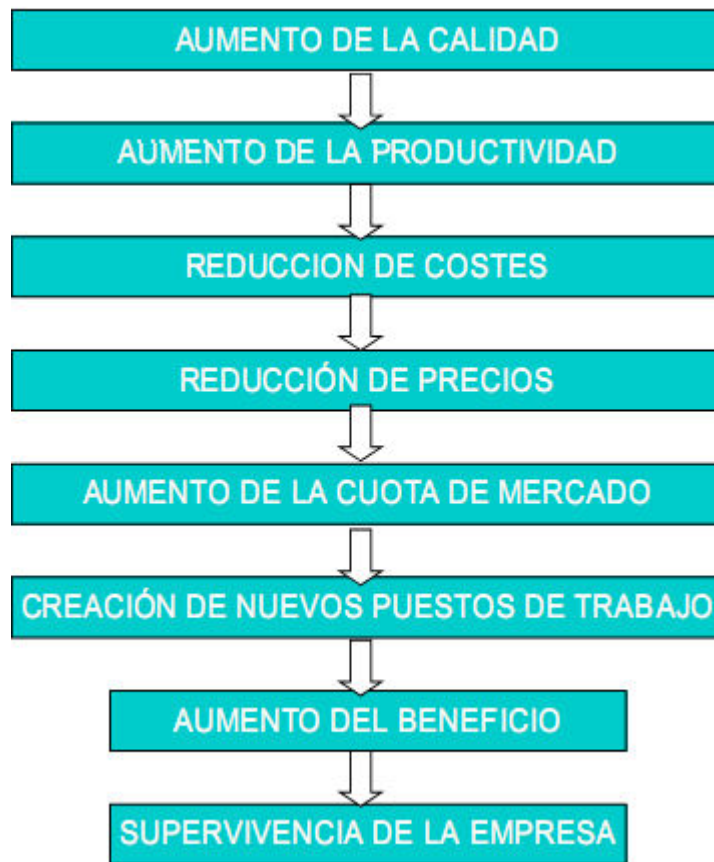 AUMENTO DE LA CALIDAD
AUMENTO DE LA PRODUCTIVIDAD
REDUCCION DE COSTES
REDUCCIÓN DE PRECIOS
AUMENTO DE LA CUOTA DE MERCADO
CREACIÓN DE NUEVOS PUESTOS DE TRABAJO
AUMENTO DEL BENEFICIO
SUPERVIVENCIA DE LA EMPRESA